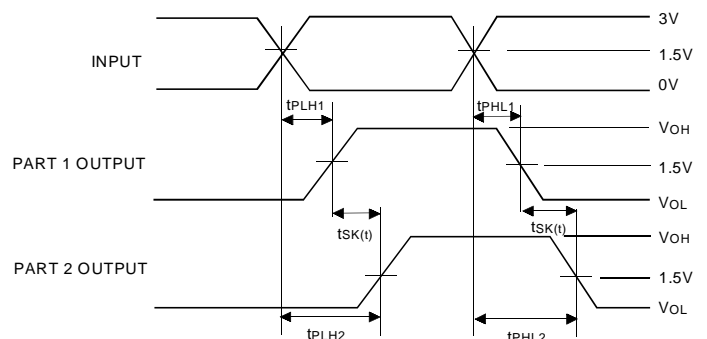 3V
INPUT
1.5V
0V
tPLH1
tPHL1
VOH
PART 1 OUTPUT
1.5V
VOL
tSK(t)
tSK(t)
VOH
PART 2 OUTPUT
1.5V
VOL
tPLH2
tPHL2